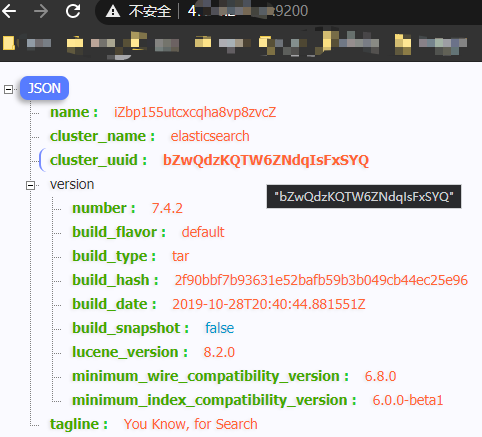 不安全 4. 9200
JSON
name : iZbp155utcxcqha8vp8zvcZ
cluster_name : elasticsearch
cluster_uuid : bZwQdzKQTW6ZNdqIsFxSYQ
version
"bZwQdzKQTW6ZNdqIsFxSYQ"
number : 7.4.2
build_flavor : default
build_type : tar
build_hash : 2f90bbf7b93631e52bafb59b3b049cb44ec25e96
build_date : 2019-10-28T20:40:44.881551Z
build_snapshot : false
lucene_version : 8.2.0
minimum_wire_compatibility_version : 6.8.0
minimum_index_compatibility_version : 6.0.0-beta1
tagline : You Know, for Search